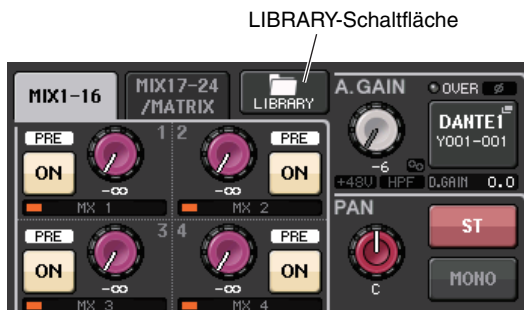 LIBRARY-Schaltfläche
MIX1-16
MIX17-24
/MATRIX
LIBRARY
A.GAIN
OVER ø
DANTE1
Y001-001
-6
+48V HPF D.GAIN 0.0
PRE 1 2 PRE
ON ON
-∞ -∞
MX 1 MX 2
PAN
ST
PRE 3 4 PRE
ON ON
-∞ -∞
C
MONO
MX 3 MX 4